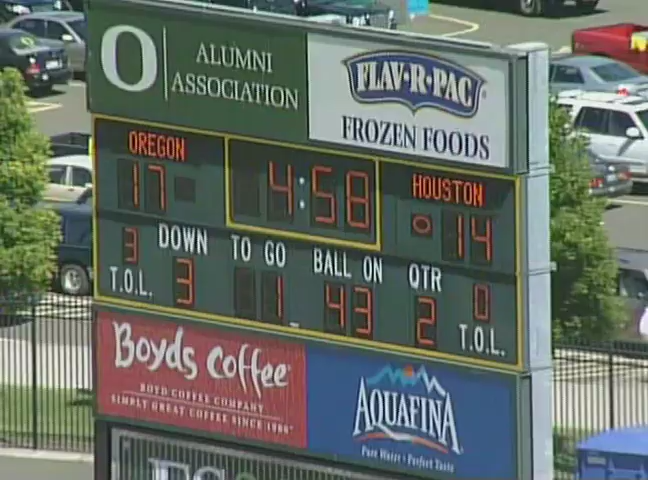 O ALUMNI
ASSOCIATION
FLAV·R·PAC
FROZEN FOODS
OREGON 4:58 HOUSTON
17 14
DOWN TO GO BALL ON QTR
3 3 1 43 2 0
T.O.L. T.O.L.
Boyds Coffee
BOYD COFFEE COMPANY
SIMPLY GREAT COFFEE SINCE 1900
AQUAFINA
Pure Water · Perfect Taste